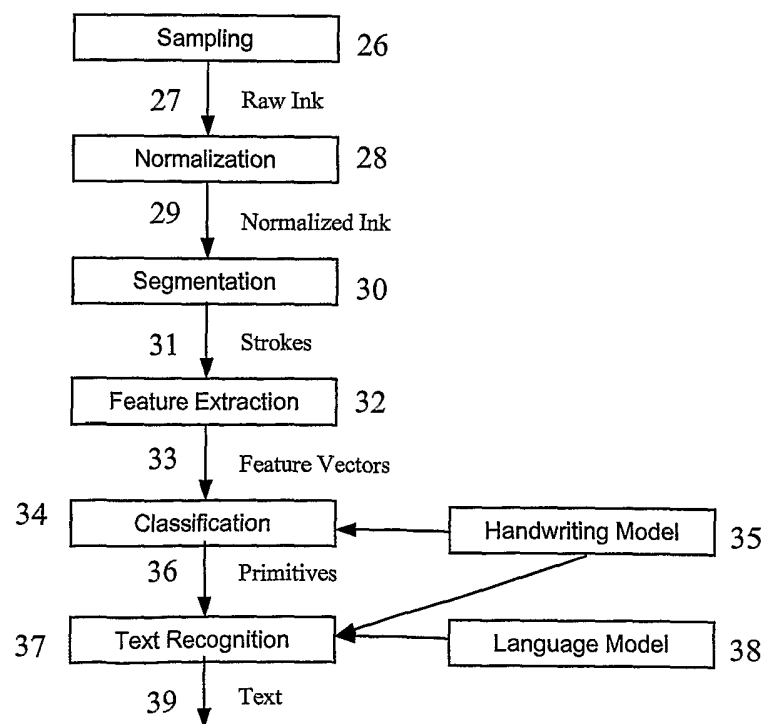 Sampling 26
27 Raw Ink
Normalization 28
29 Normalized Ink
Segmentation 30
31 Strokes
Feature Extraction 32
33 Feature Vectors
34 Classification Handwriting Model 35
36 Primitives
37 Text Recognition Language Model 38
39 Text